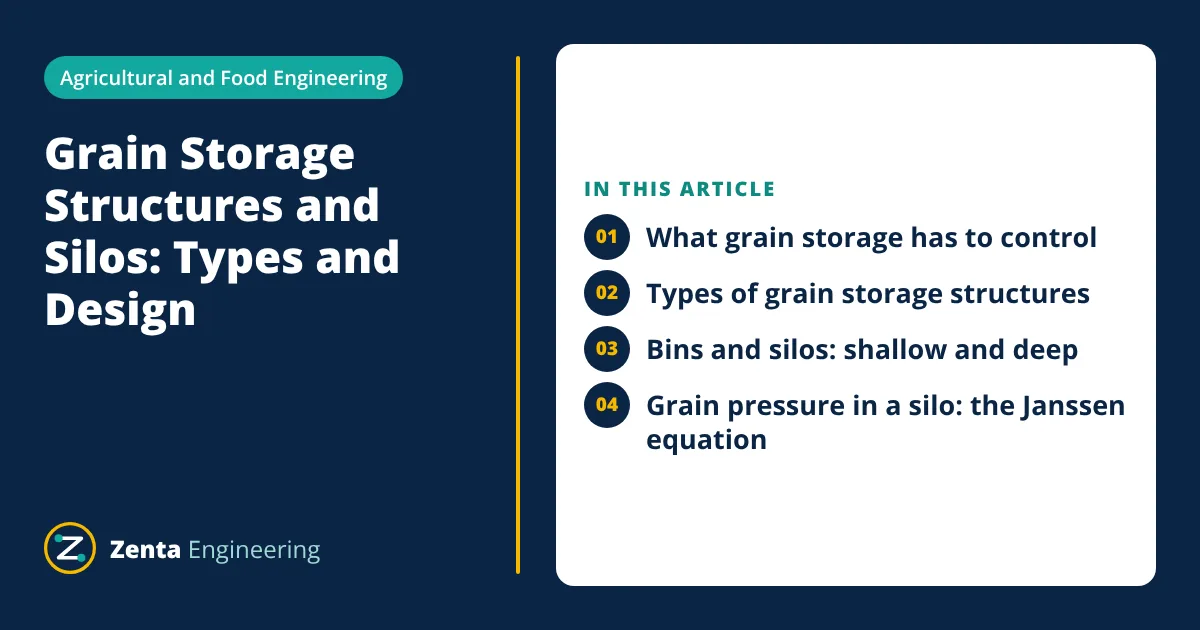 Agricultural and Food Engineering
Grain Storage
Structures and
Silos: Types and
Design
Zenta Engineering
IN THIS ARTICLE
01 What grain storage has to control
02 Types of grain storage structures
03 Bins and silos: shallow and deep
04 Grain pressure in a silo: the Janssen
equation